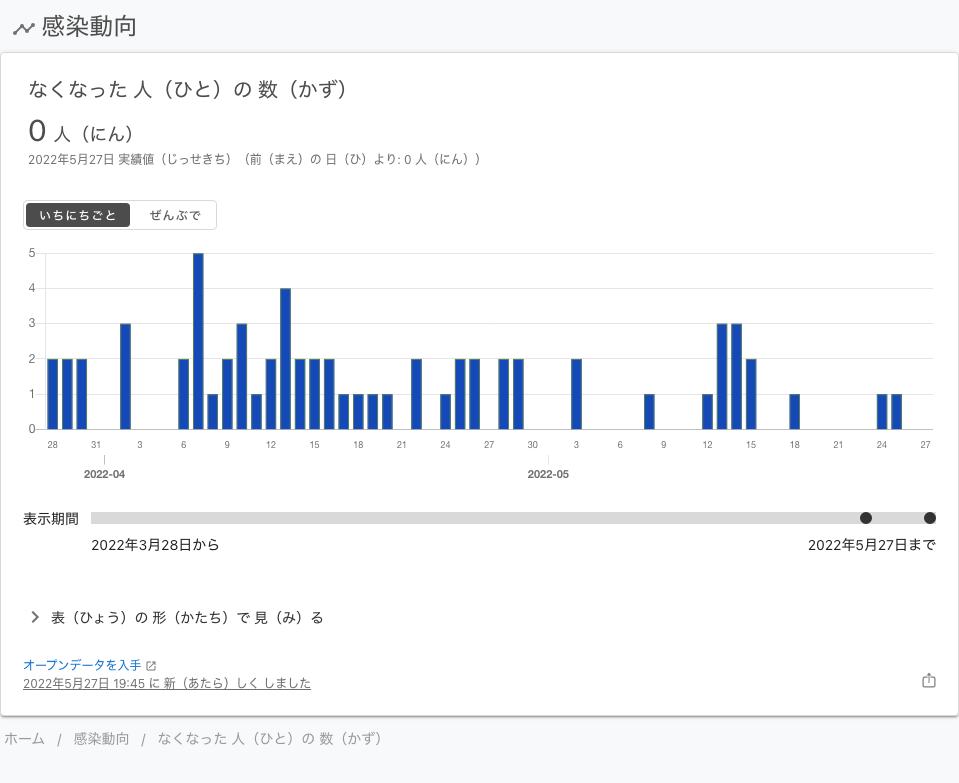 感染動向
なくなった 人（ひと）の 数（かず）
0 人（にん）
2022年5月27日 実績値（じっせきち）（前（まえ）の 日（ひ）より: 0 人（にん））
いちにちごと ぜんぶで
5
4
3
2
1
0
28 31 3 6 9 12 15 18 21 24 27 30 3 6 9 12 15 18 21 24 27
2022-04 2022-05
表示期間
2022年3月28日から 2022年5月27日まで
表（ひょう）の 形（かたち）で 見（み）る
オープンデータを入手
2022年5月27日 19:45 に 新（あたら）しく しました
ホーム / 感染動向 / なくなった 人（ひと）の 数（かず）